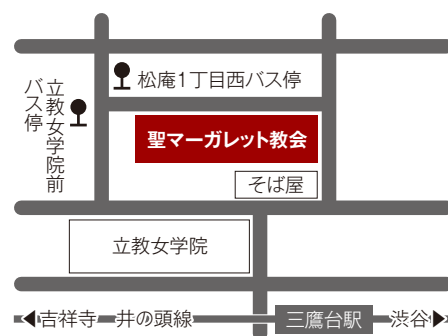 松庵1丁目西バス停
立教女学院前
バス停
聖マーガレット教会
そば屋
立教女学院
吉祥寺
井の頭線
三鷹台駅
渋谷